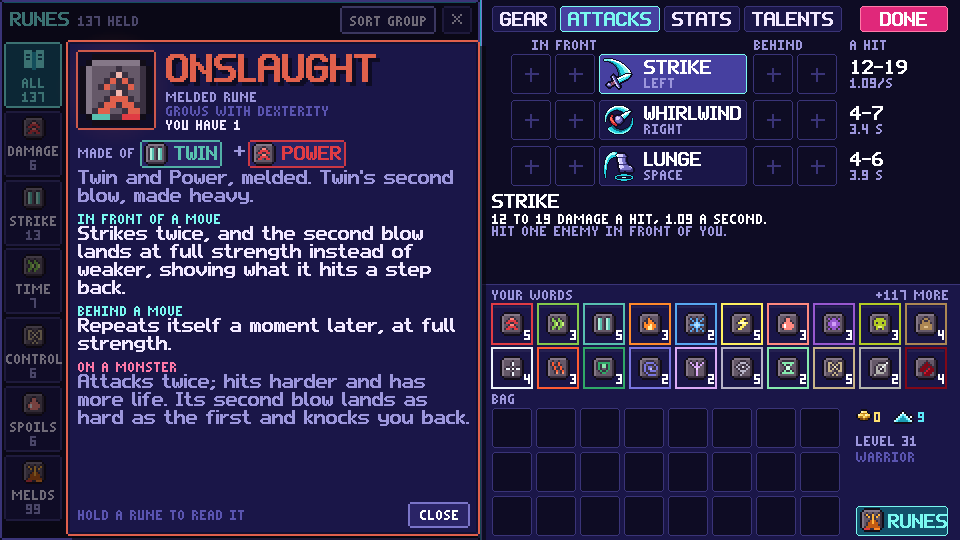 RUNES 137 HELD
SORT GROUP
×
ALL
137
DAMAGE
6
STRIKE
13
TIME
7
CONTROL
6
SPOILS
6
MELDS
99
ONSLAUGHT
MELDED RUNE
GROWS WITH DEXTERITY
YOU HAVE 1
MADE OF TWIN + POWER
Twin and Power, melded. Twin's second
blow, made heavy.
IN FRONT OF A MOVE
Strikes twice, and the second blow
lands at full strength instead of
weaker, shoving what it hits a step
back.
BEHIND A MOVE
Repeats itself a moment later, at full
strength.
ON A MONSTER
Attacks twice; hits harder and has
more life. Its second blow lands as
hard as the first and knocks you back.
HOLD A RUNE TO READ IT
CLOSE
GEAR
ATTACKS
STATS
TALENTS
DONE
IN FRONT
BEHIND
A HIT
+ + STRIKE + + 12-19
LEFT 1.09/S
+ + WHIRLWIND + + 4-7
RIGHT 3.4 S
+ + LUNGE + + 4-6
SPACE 3.9 S
STRIKE
12 TO 19 DAMAGE A HIT, 1.09 A SECOND.
HIT ONE ENEMY IN FRONT OF YOU.
YOUR WORDS +117 MORE
5 3 5 3 2 5 3 3 3 4
4 3 3 2 2 5 2 5 2 4
BAG
0 9
LEVEL 31
WARRIOR
RUNES